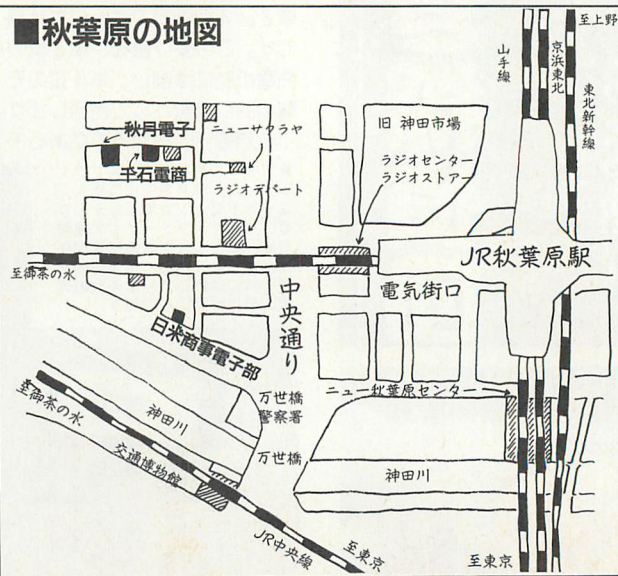 ■秋葉原の地図
至上野
山手線
京浜東北
東北新幹線
秋月電子
ニューサクラヤ
旧 神田市場
千石電商
ラジオデパート
ラジオセンター
ラジオストアー
JR秋葉原駅
至御茶の水
中央通り
電気街口
日米商事電子部
ニュー秋葉原センター
万世橋
警察署
至御茶の水
神田川
万世橋
交通博物館
神田川
JR中央線
至東京
至東京